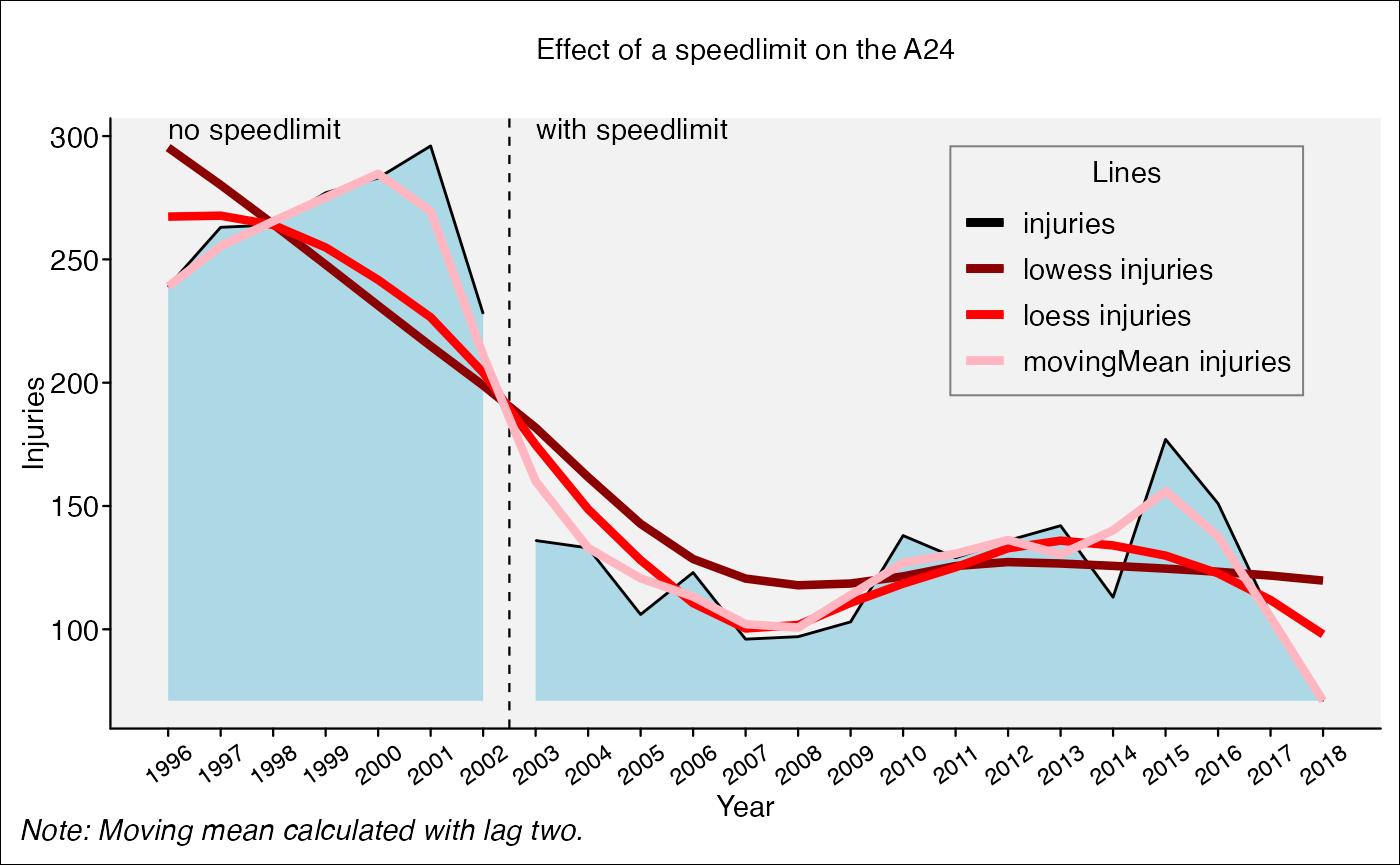 Effect of a speedlimit on the A24
no speedlimit
with speedlimit
Lines
injuries
lowess injuries
loess injuries
movingMean injuries
Injuries
300
250
200
150
100
1996 1997 1998 1999 2000 2001 2002 2003 2004 2005 2006 2007 2008 2009 2010 2011 2012 2013 2014 2015 2016 2017 2018
Year
Note: Moving mean calculated with lag two.